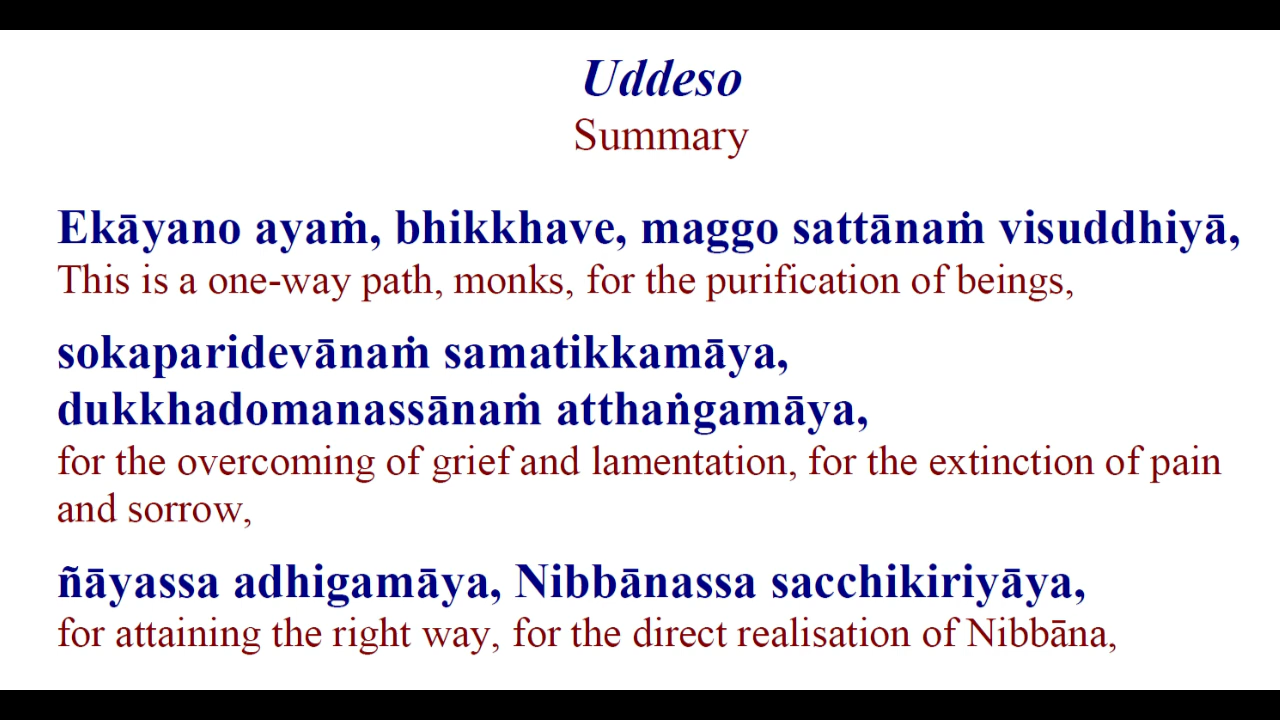 Uddeso
Summary
Ekāyano ayaṁ, bhikkhave, maggo sattānaṁ visuddhiyā,
This is a one-way path, monks, for the purification of beings,
sokaparidevānaṁ samatikkamāya,
dukkhadomanassānaṁ atthaṅgamāya,
for the overcoming of grief and lamentation, for the extinction of pain
and sorrow,
ñāyassa adhigamāya, Nibbānassa sacchikiriyāya,
for attaining the right way, for the direct realisation of Nibbāna,